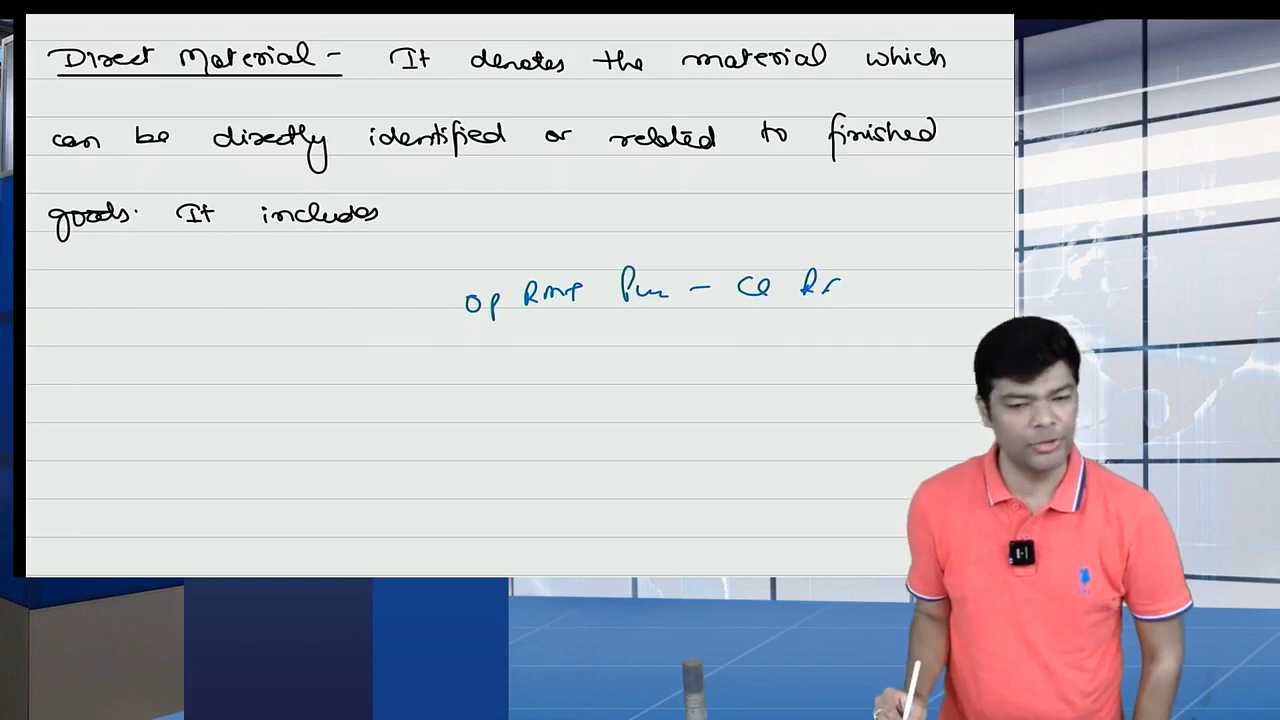 Direct Material - It denotes the material which
can be directly identified or related to finished
goods. It includes
Op RM Pur - Cl